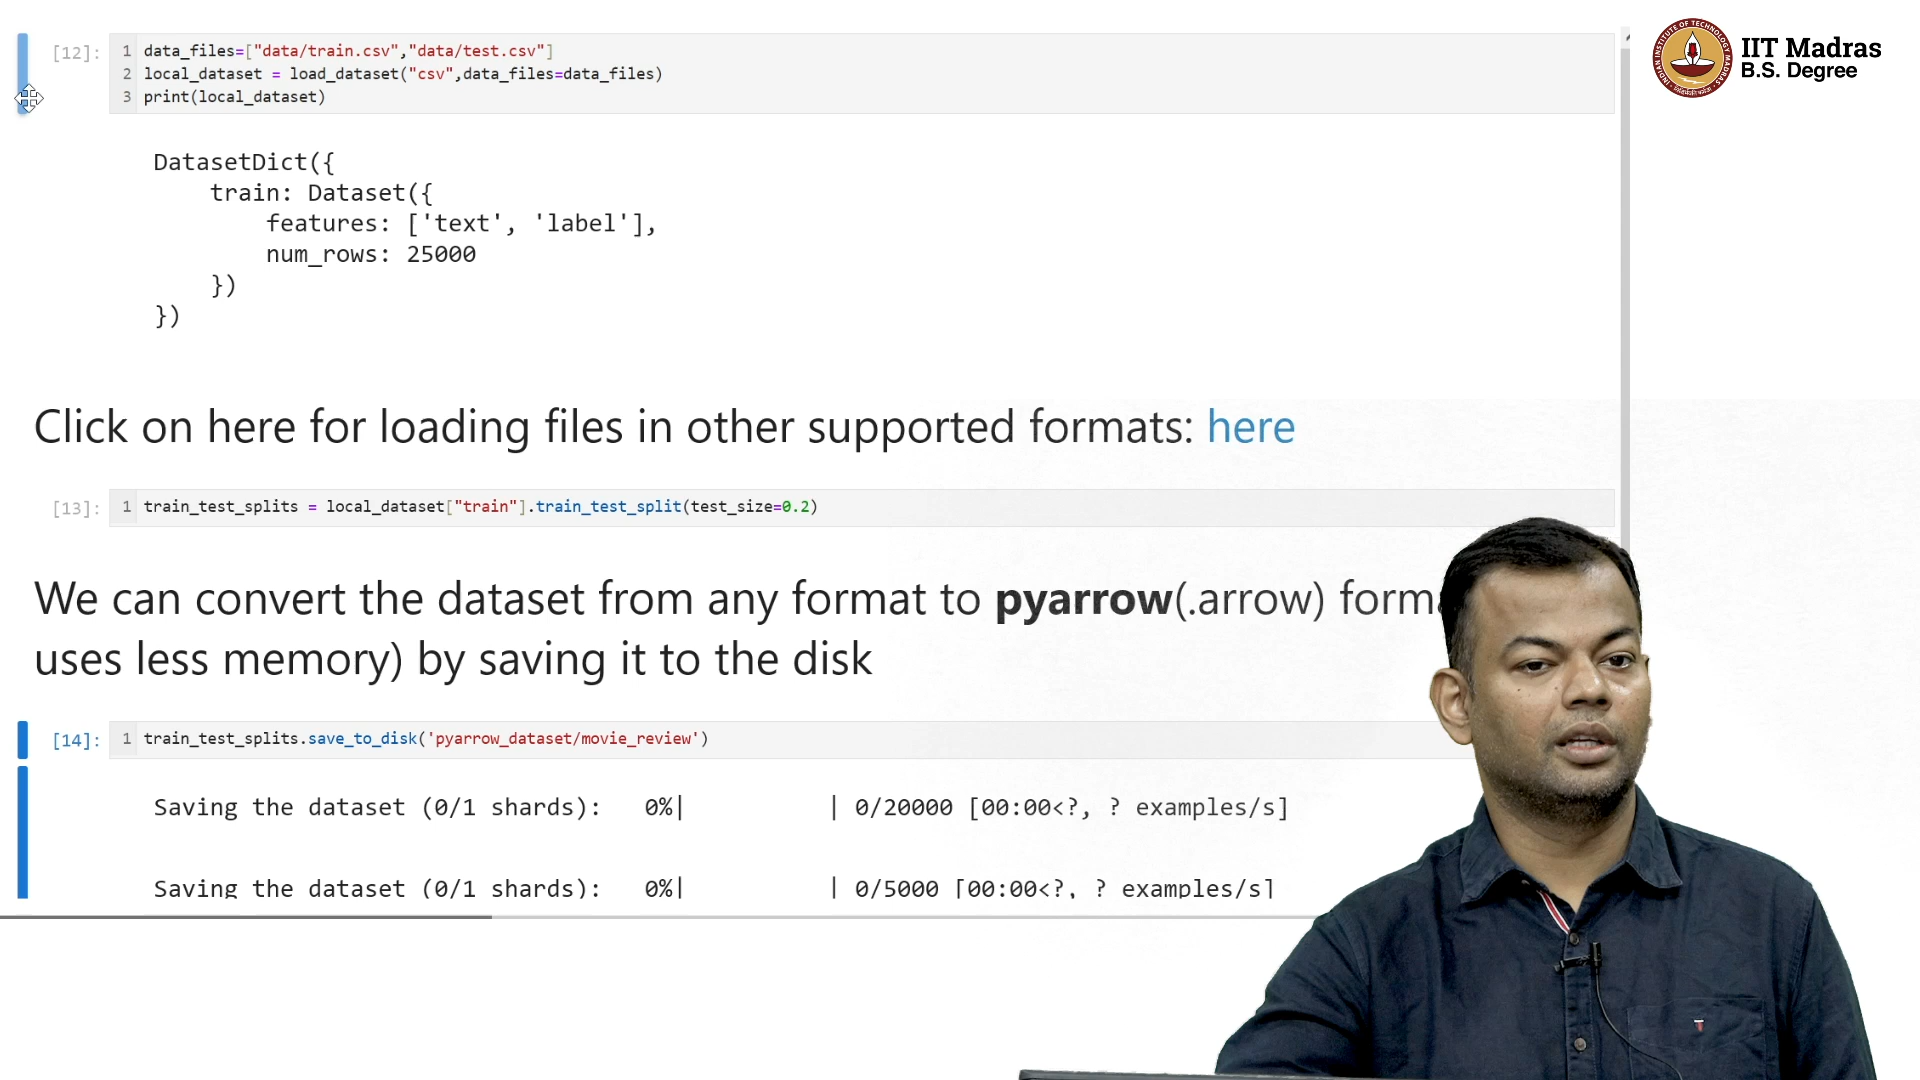 [12]: 1 data_files=["data/train.csv","data/test.csv"]
2 local_dataset = load_dataset("csv",data_files=data_files)
3 print(local_dataset)
IIT Madras
B.S. Degree
DatasetDict({
    train: Dataset({
        features: ['text', 'label'],
        num_rows: 25000
    })
})
Click on here for loading files in other supported formats: here
[13]: 1 train_test_splits = local_dataset["train"].train_test_split(test_size=0.2)
We can convert the dataset from any format to pyarrow(.arrow)
uses less memory) by saving it to the disk
[14]: 1 train_test_splits.save_to_disk('pyarrow_dataset/movie_review')
Saving the dataset (0/1 shards):   0%|          | 0/20000 [00:00<?, ? examples/s]
Saving the dataset (0/1 shards):   0%|          | 0/5000 [00:00<?, ? examples/s]